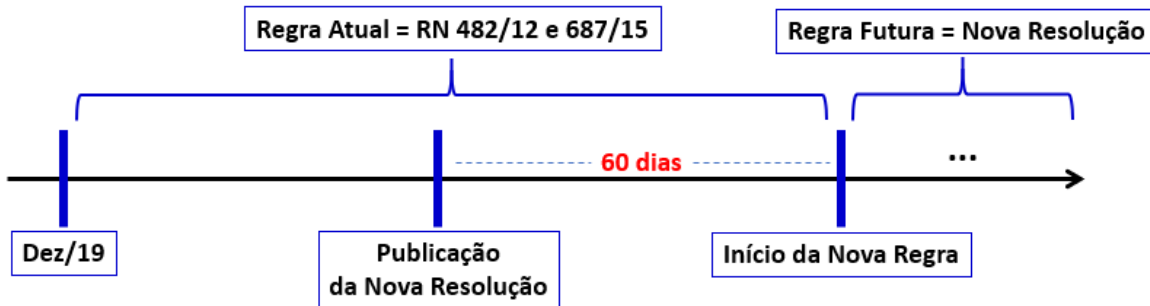 Regra Atual = RN 482/12 e 687/15
Regra Futura = Nova Resolução
60 dias
...
Dez/19
Publicação
da Nova Resolução
Início da Nova Regra